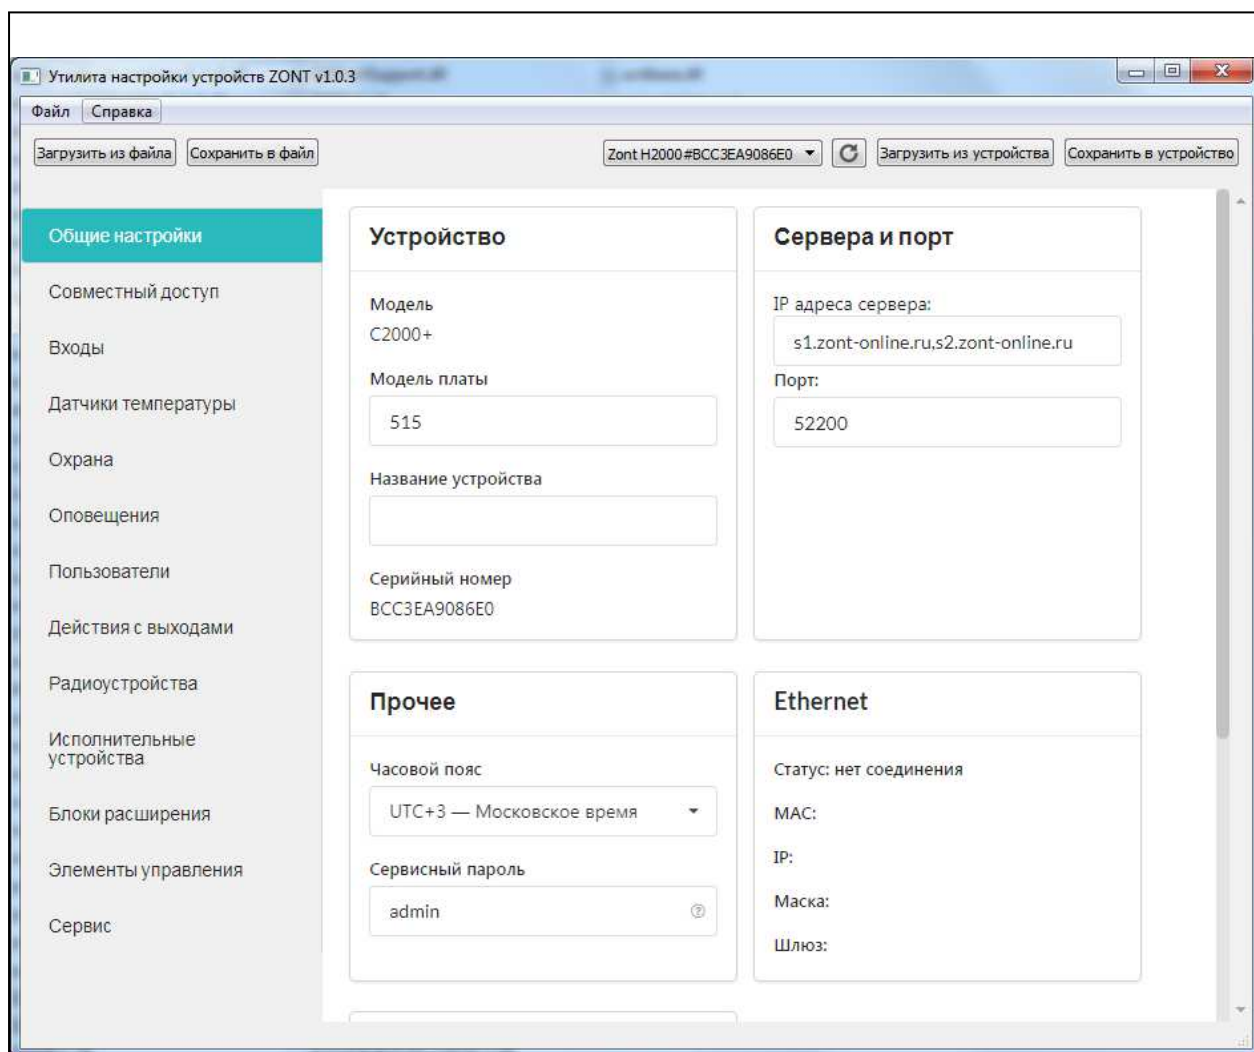 Утилита настройки устройств ZONT v1.0.3
Файл Справка
Загрузить из файла Сохранить в файл Zont H2000 #BCC3EA9086E0 Загрузить из устройства Сохранить в устройство
Общие настройки
Совместный доступ
Входы
Датчики температуры
Охрана
Оповещения
Пользователи
Действия с выходами
Радиоустройства
Исполнительные
устройства
Блоки расширения
Элементы управления
Сервис
Устройство
Модель
C2000+
Модель платы
515
Название устройства
Серийный номер
BCC3EA9086E0
Сервера и порт
IP адреса сервера:
s1.zont-online.ru,s2.zont-online.ru
Порт:
52200
Прочее
Часовой пояс
UTC+3 — Московское время
Сервисный пароль
admin
Ethernet
Статус: нет соединения
MAC:
IP:
Маска:
Шлюз: